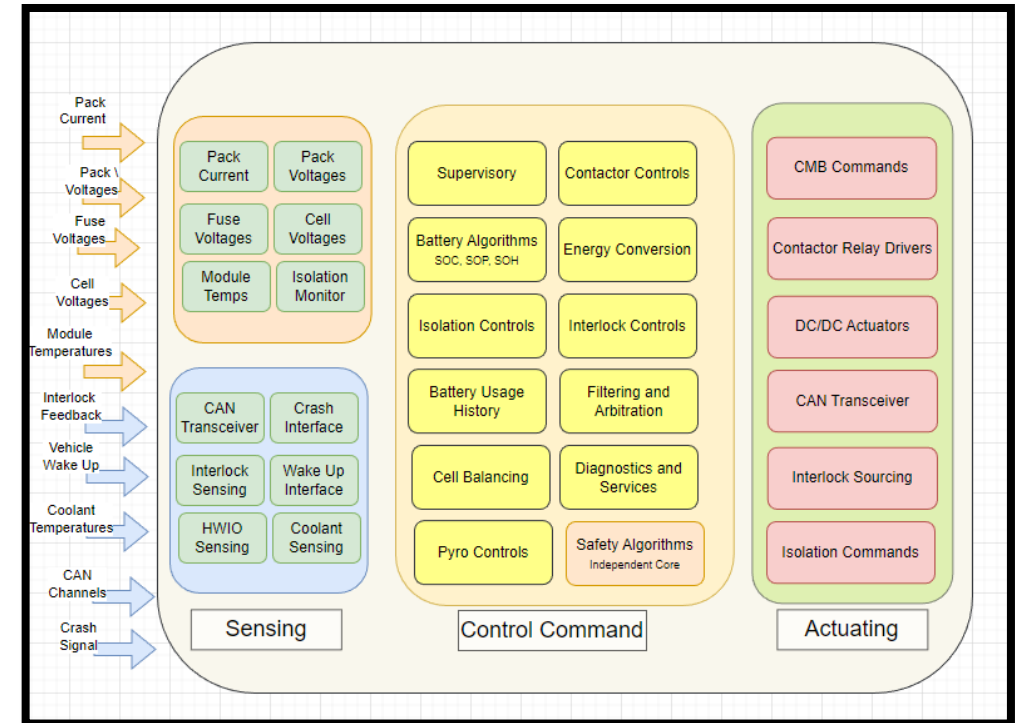 Pack
Current
Pack \
Voltages
Fuse
Voltages
Cell
Voltages
Module
Temperatures
Interlock
Feedback
Vehicle
Wake Up
Coolant
Temperatures
CAN
Channels
Crash
Signal
Pack
Current
Pack
Voltages
Fuse
Voltages
Cell
Voltages
Module
Temps
Isolation
Monitor
CAN
Transceiver
Crash
Interface
Interlock
Sensing
Wake Up
Interface
HWIO
Sensing
Coolant
Sensing
Sensing
Supervisory
Contactor Controls
Battery Algorithms
SOC, SOP, SOH
Energy Conversion
Isolation Controls
Interlock Controls
Battery Usage
History
Filtering and
Arbitration
Cell Balancing
Diagnostics and
Services
Pyro Controls
Safety Algorithms
Independent Core
Control Command
CMB Commands
Contactor Relay Drivers
DC/DC Actuators
CAN Transceiver
Interlock Sourcing
Isolation Commands
Actuating